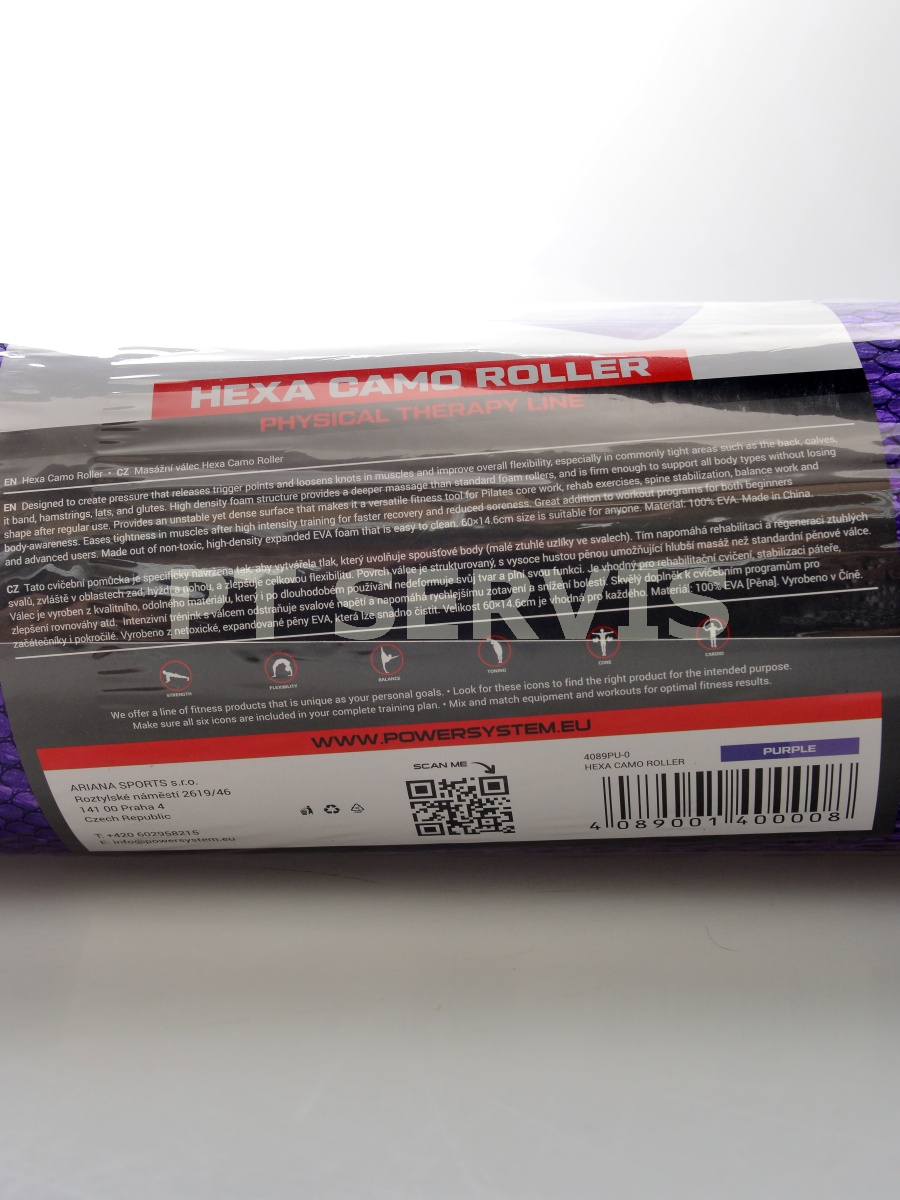 HEXA CAMO ROLLER
PHYSICAL THERAPY LINE
EN Hexa Camo Roller • CZ Masážní válec Hexa Camo Roller
EN Designed to create pressure that releases trigger points and loosens knots in muscles and improve overall flexibility, especially in commonly tight areas such as the back, calves,
it band, hamstrings, lats, and glutes. High density foam structure provides a deeper massage than standard foam rollers, and is firm enough to support all body types without losing
shape after regular use. Provides an unstable yet dense surface that makes it a versatile fitness tool for Pilates core work, rehab exercises, spine stabilization, balance work and
body-awareness. Eases tightness in muscles after high intensity training for faster recovery and reduced soreness. Great addition to workout programs for both beginners
and advanced users. Made out of non-toxic, high-density expanded EVA foam that is easy to clean. 60×14.6cm size is suitable for anyone. Material: 100% EVA. Made in China.
CZ Tato cvičební pomůcka je specificky navržena tak, aby vytvářela tlak, který uvolňuje spoušťové body (malé ztuhlé uzlíky ve svalech). Tím napomáhá rehabilitaci a regeneraci ztuhlých
svalů, zvláště v oblastech zad, hýždí a nohou, a zlepšuje celkovou flexibilitu. Povrch válce je strukturovaný, s vysoce hustou pěnou umožňující hlubší masáž než standardní pěnové válce.
Válec je vyroben z kvalitního, odolného materiálu, který ani po dlouhodobém používání nedeformuje svůj tvar a plní svou funkci. Je vhodný pro rehabilitační cvičení, stabilizaci páteře,
zlepšení rovnováhy atd. Intenzivní trénink s válcem odstraňuje svalové napětí a napomáhá rychlejšímu zotavení a snížení bolesti. Skvělý doplněk k cvičebním programům pro
začátečníky i pokročilé. Vyrobeno z netoxické, expandované pěny EVA, která lze snadno čistit. Velikost 60×14.6cm je vhodná pro každého. Materiál: 100% EVA [Pěna]. Vyrobeno v Číně.
PT SERVIS
STRENGTH FLEXIBILITY BALANCE TONING CORE CARDIO
We offer a line of fitness products that is unique as your personal goals. • Look for these icons to find the right product for the intended purpose.
Make sure all six icons are included in your complete training plan. • Mix and match equipment and workouts for optimal fitness results.
WWW.POWERSYSTEM.EU
ARIANA SPORTS s.r.o.
Roztylské náměstí 2619/46
141 00 Praha 4
Czech Republic
T: +420 602958215
E: info@powersystem.eu
SCAN ME
4089PU-0
HEXA CAMO ROLLER
PURPLE
4 089001 400008